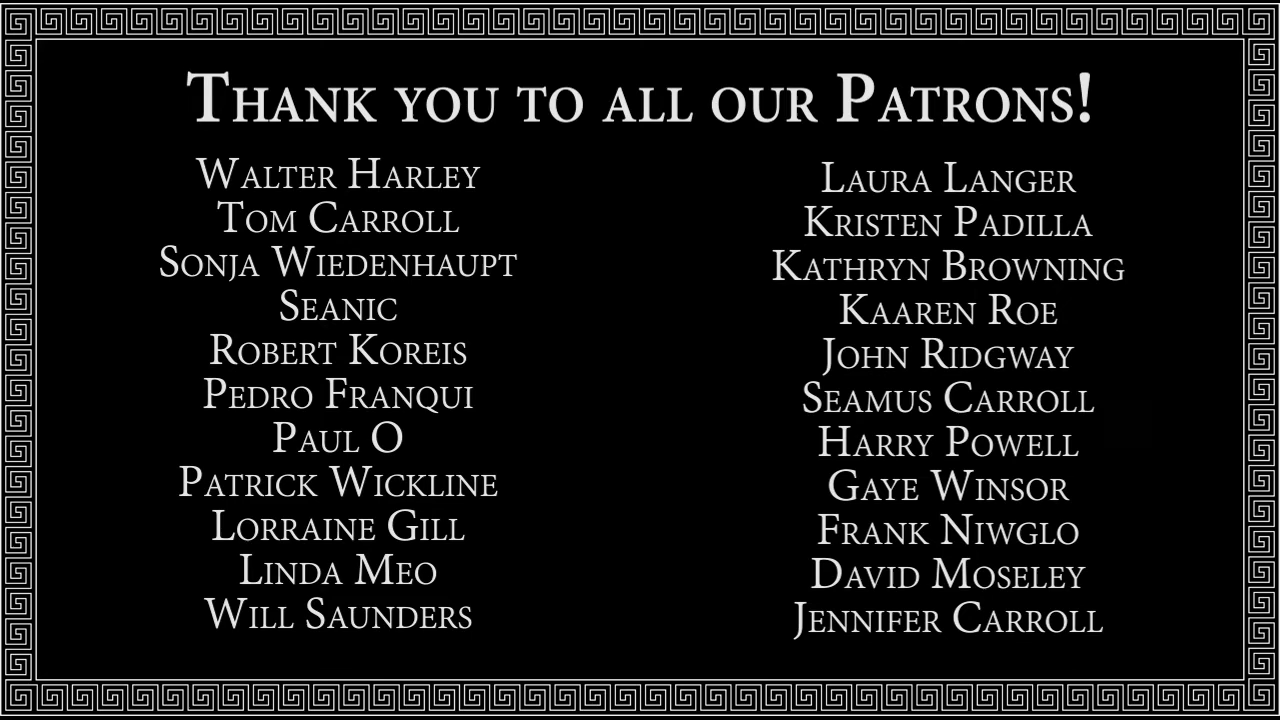 Thank you to all our Patrons!
Walter Harley
Tom Carroll
Sonja Wiedenhaupt
Seanic
Robert Koreis
Pedro Franqui
Paul O
Patrick Wickline
Lorraine Gill
Linda Meo
Will Saunders
Laura Langer
Kristen Padilla
Kathryn Browning
Kaaren Roe
John Ridgway
Seamus Carroll
Harry Powell
Gaye Winsor
Frank Niwglo
David Moseley
Jennifer Carroll